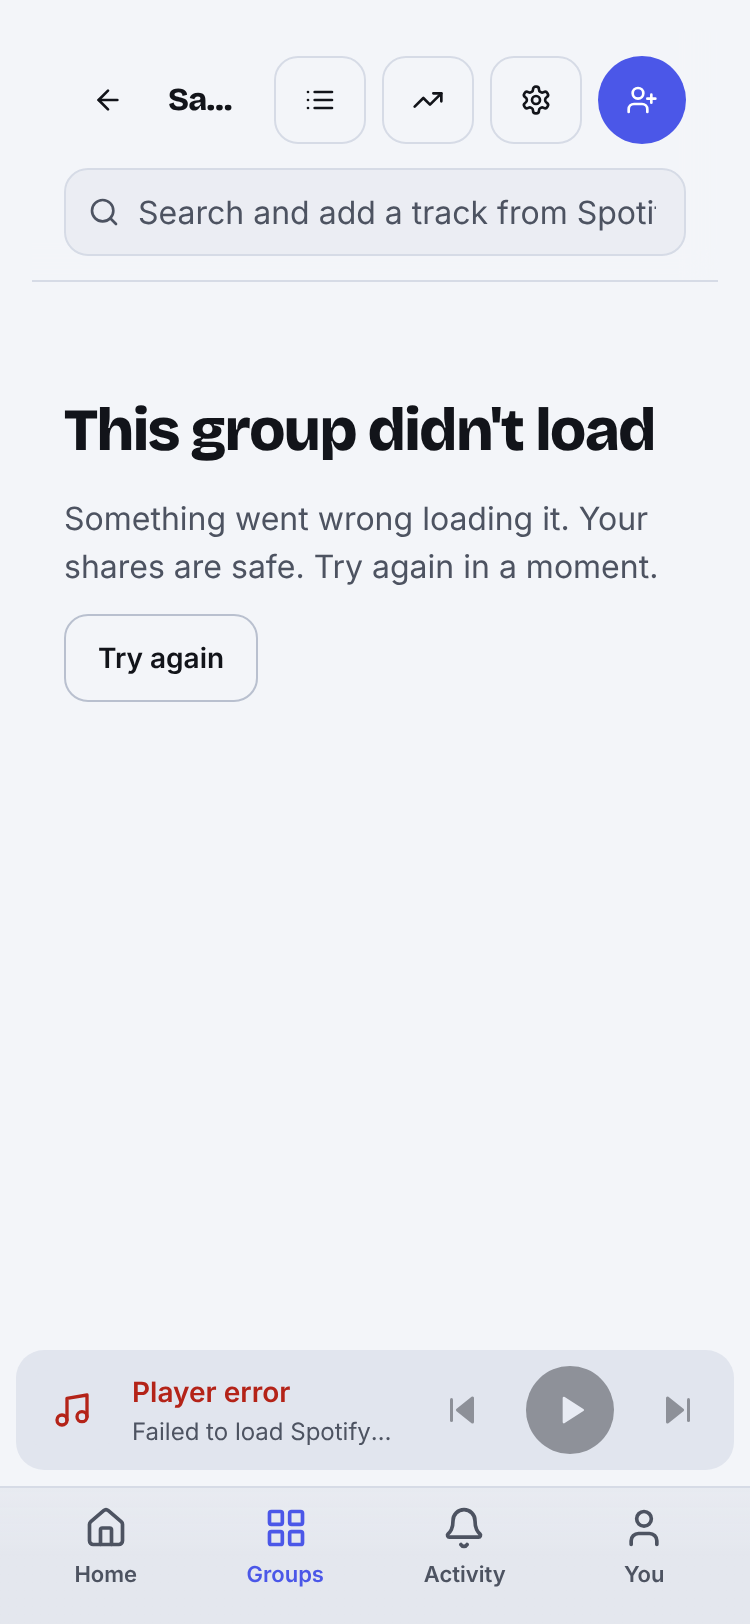 Sa...
Search and add a track from Spoti
This group didn't load
Something went wrong loading it. Your
shares are safe. Try again in a moment.
Try again
Player error
Failed to load Spotify...
Home
Groups
Activity
You